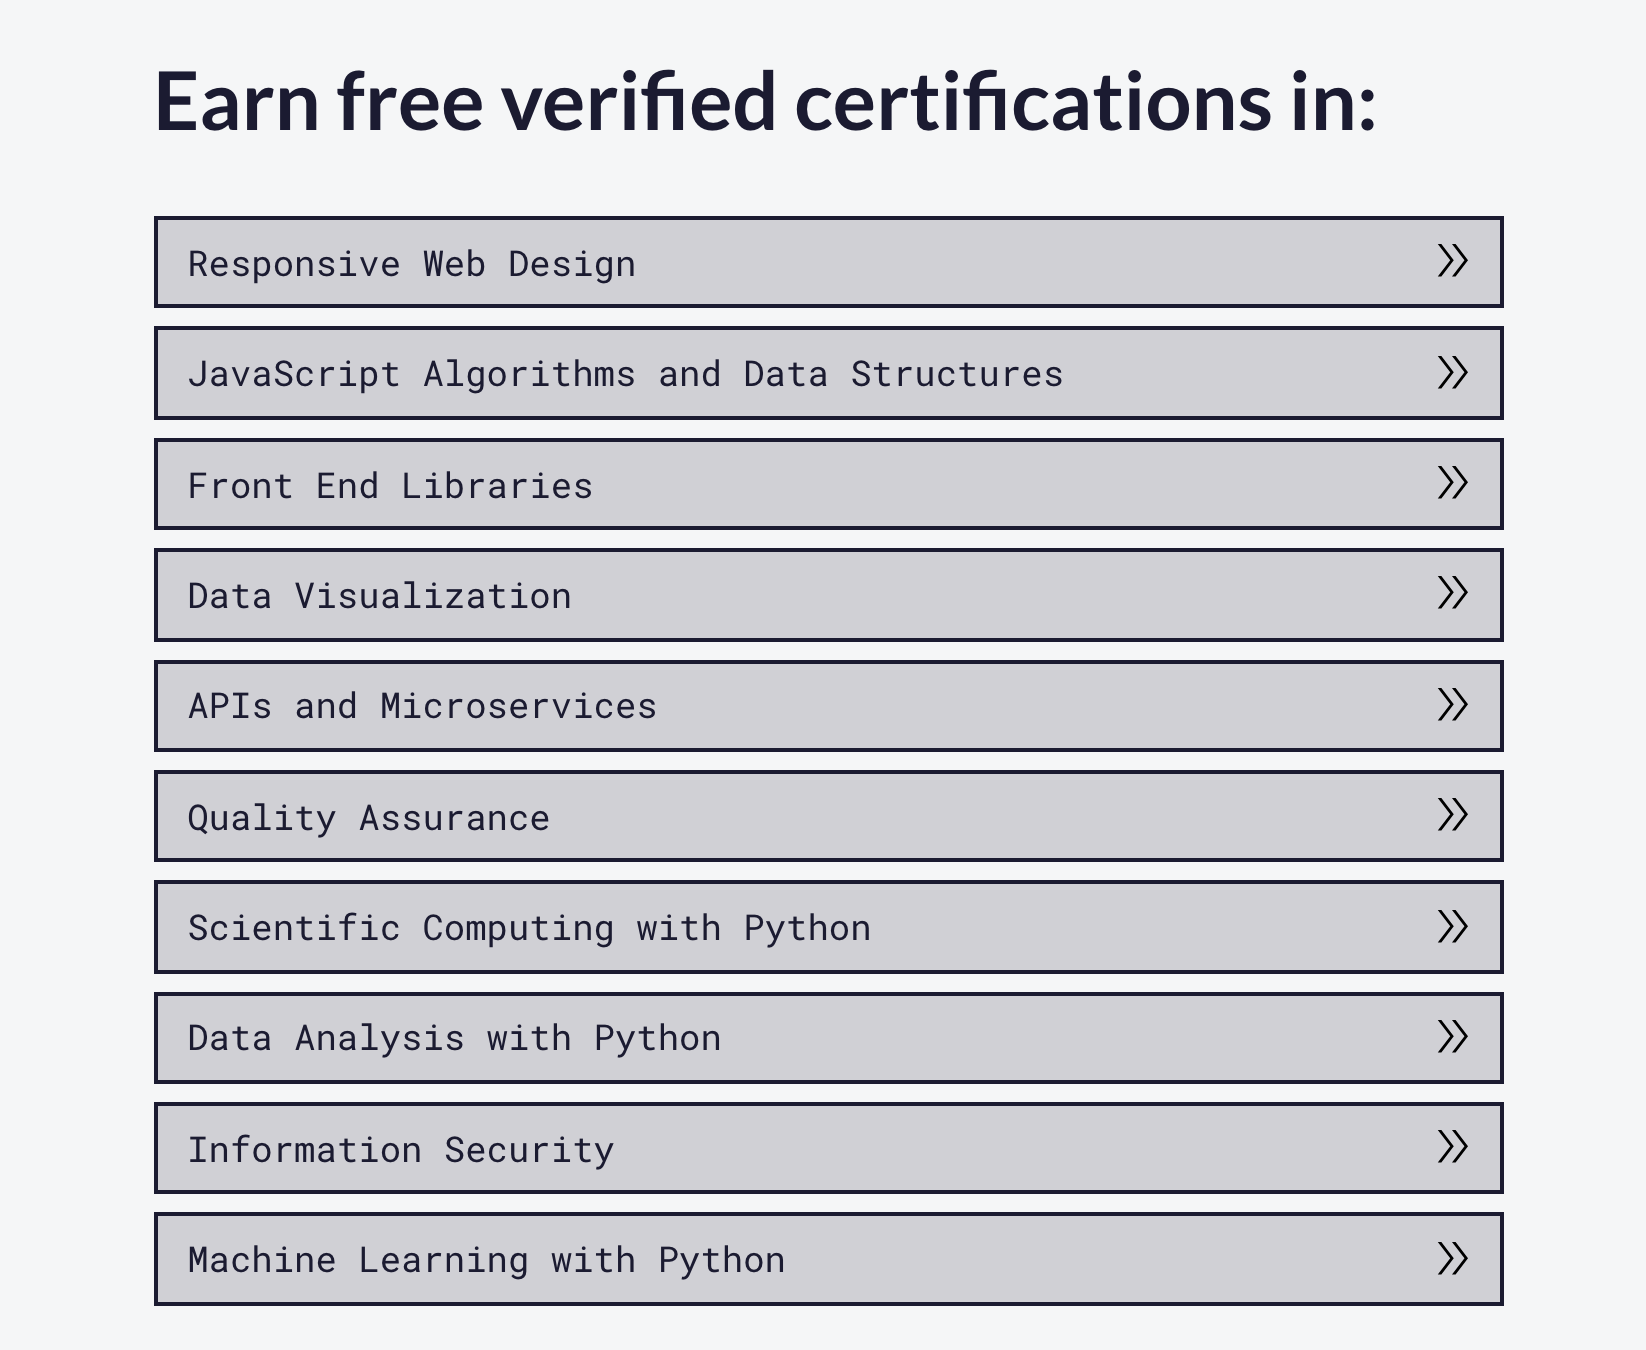 Earn free verified certifications in:
Responsive Web Design
JavaScript Algorithms and Data Structures
Front End Libraries
Data Visualization
APIs and Microservices
Quality Assurance
Scientific Computing with Python
Data Analysis with Python
Information Security
Machine Learning with Python